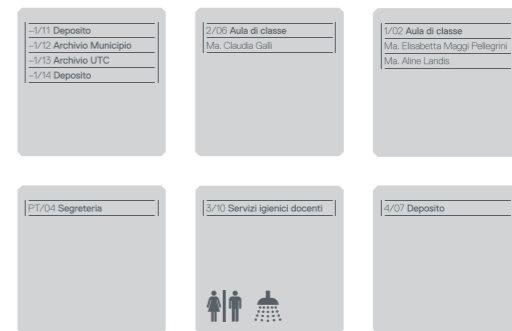 –1/11 Deposito
–1/12 Archivio Municipio
–1/13 Archivio UTC
–1/14 Deposito
2/06 Aula di classe
Ma. Claudia Galli
1/02 Aula di classe
Ma. Elisabetta Maggi Pellegrini
Ma. Aline Landis
PT/04 Segreteria
3/10 Servizi igienici docenti
4/07 Deposito